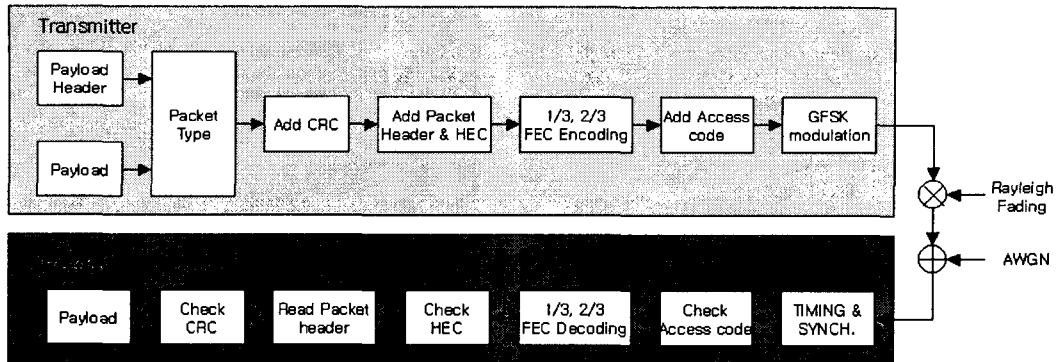 Transmitter
Payload
Header
Payload
Packet
Type
Add CRC
Add Packet
Header & HEC
1/3, 2/3
FEC Encoding
Add Access
code
GFSK
modulation
Rayleigh
Fading
AWGN
Payload
Check
CRC
Read Packet
header
Check
HEC
1/3, 2/3
FEC Decoding
Check
Access code
TIMING &
SYNCH.